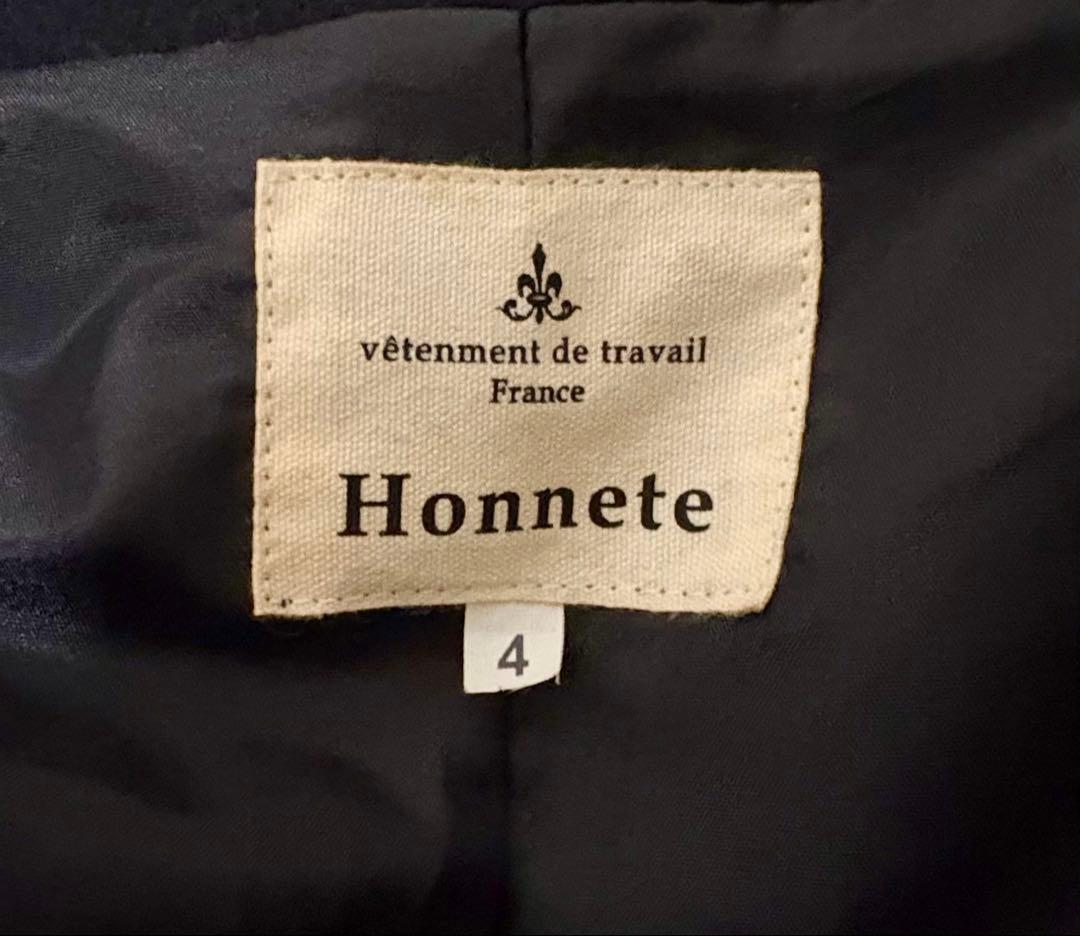 vêtenment de travail
France
Honnete
4